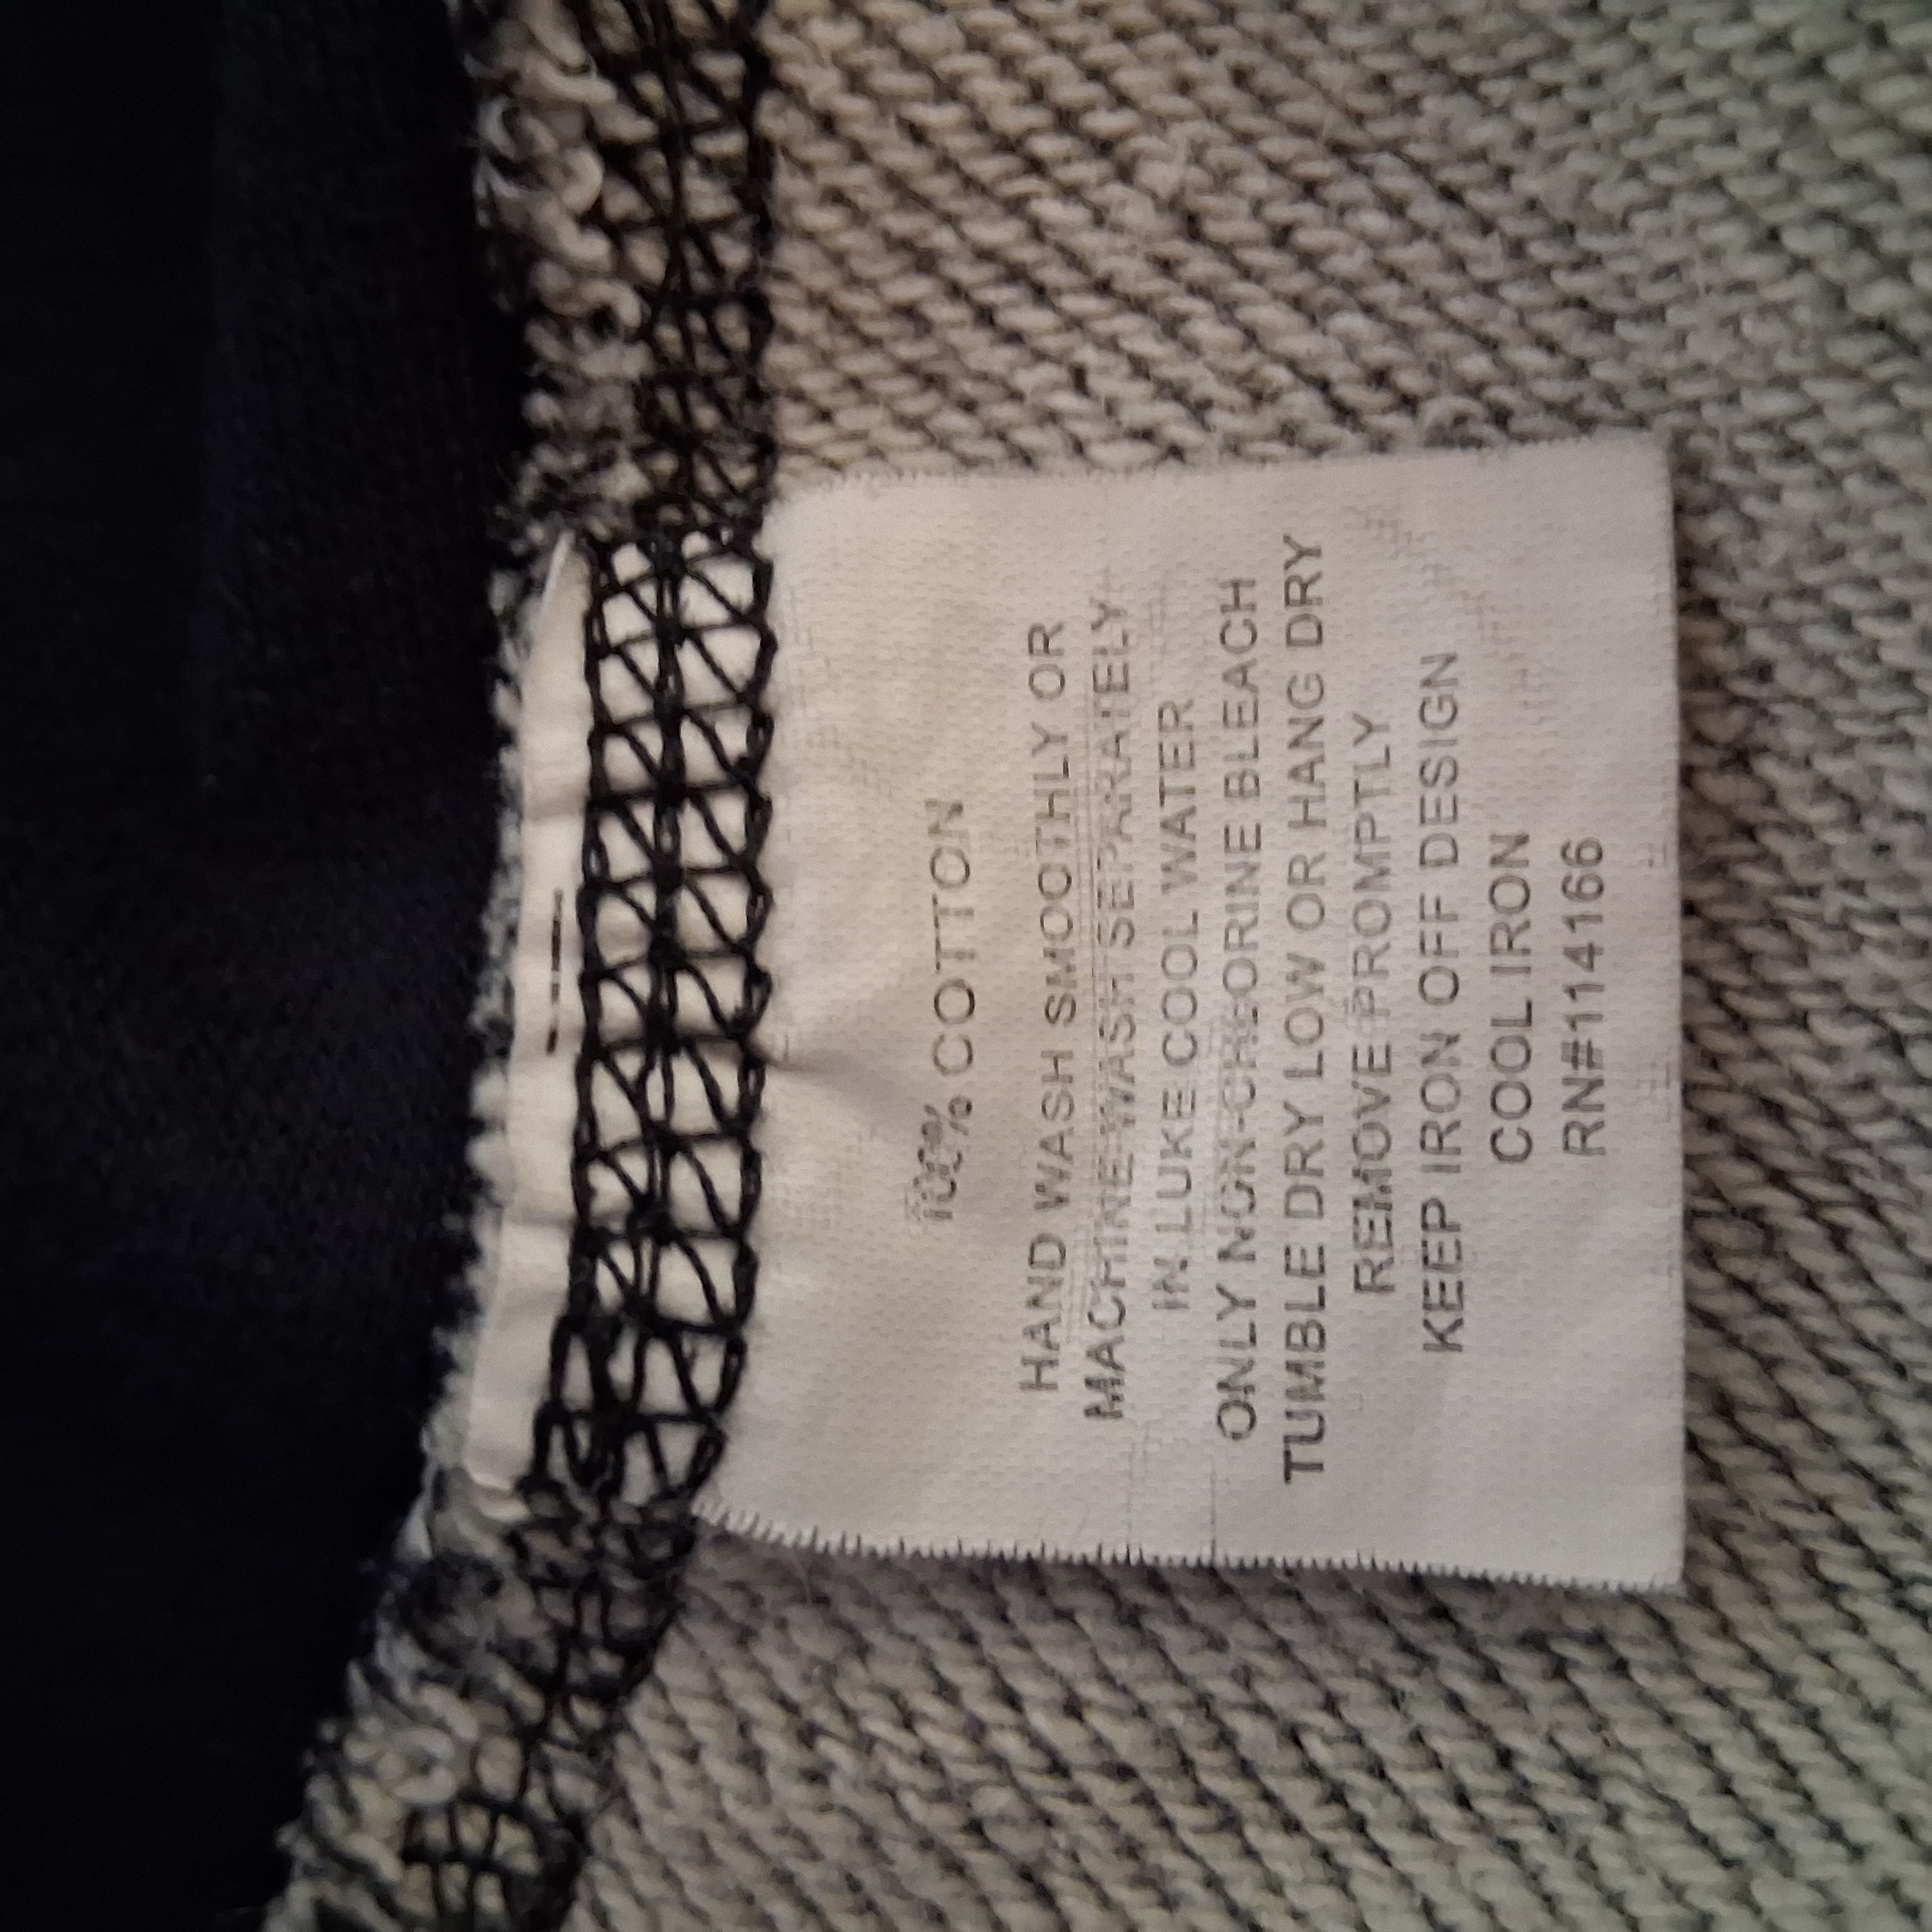 100% COTTON
HAND WASH SMOOTHLY OR
MACHINE WASH SEPARATELY
IN LUKE COOL WATER
ONLY NON-CHLORINE BLEACH
TUMBLE DRY LOW OR HANG DRY
REMOVE PROMPTLY
KEEP IRON OFF DESIGN
COOL IRON
RN#114166